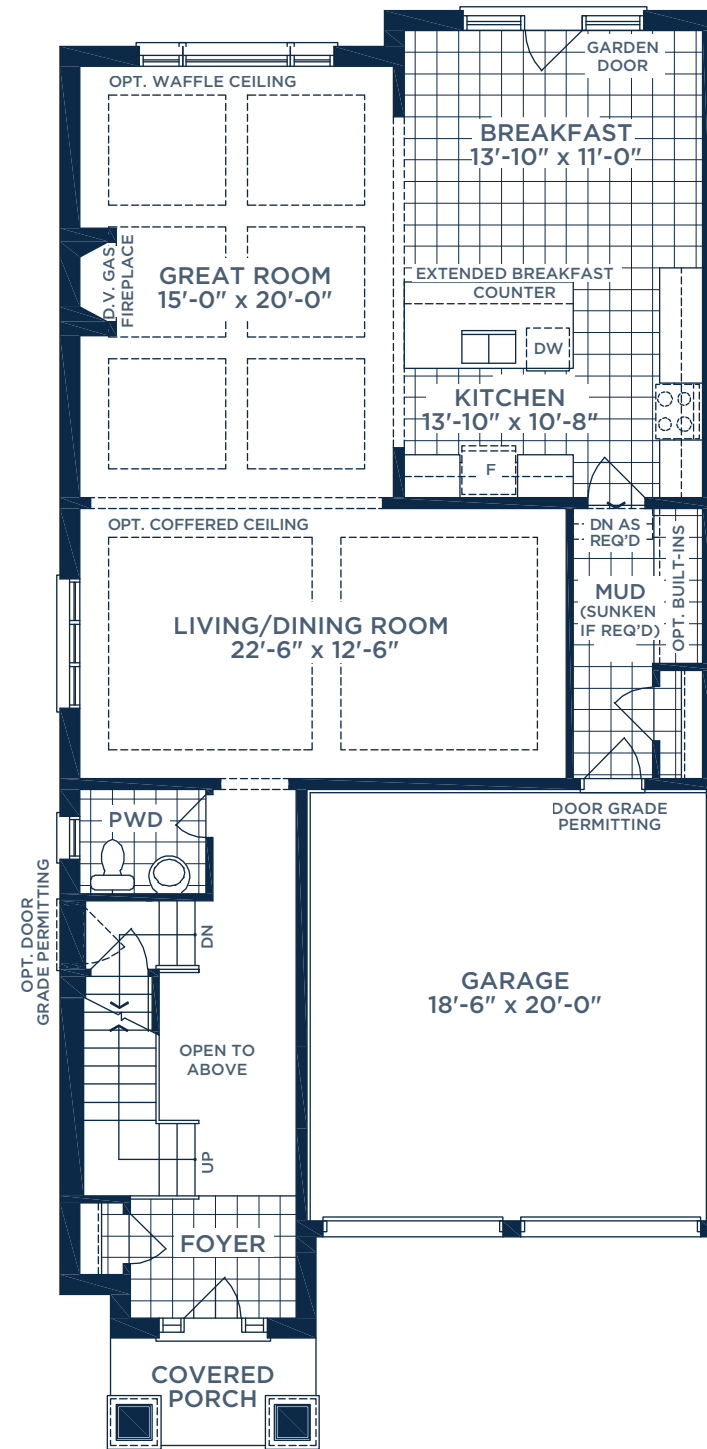 GARDEN
DOOR
OPT. WAFFLE CEILING
BREAKFAST
13'-10" x 11'-0"
D.V. GAS
FIREPLACE
GREAT ROOM
15'-0" x 20'-0"
EXTENDED BREAKFAST
COUNTER
DW
KITCHEN
13'-10" x 10'-8"
F
OPT. COFFERED CEILING
DN AS
REQ'D
OPT. BUILT-INS
MUD
(SUNKEN
IF REQ'D)
LIVING/DINING ROOM
22'-6" x 12'-6"
PWD
DOOR GRADE
PERMITTING
OPT. DOOR
GRADE PERMITTING
DN
GARAGE
18'-6" x 20'-0"
OPEN TO
ABOVE
UP
FOYER
COVERED
PORCH